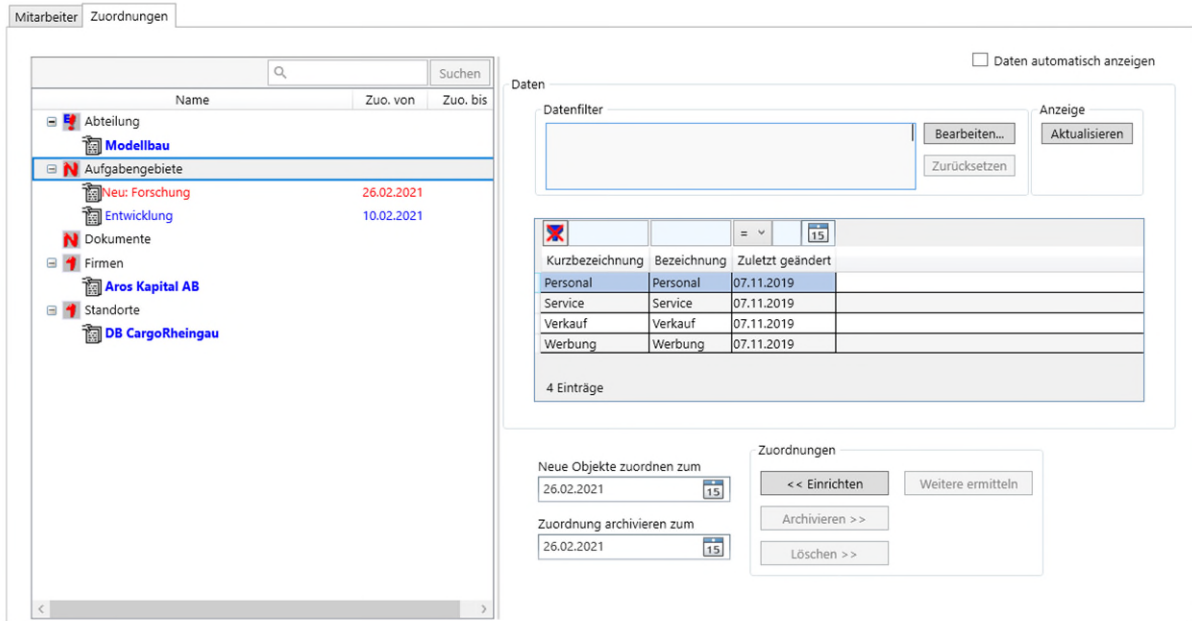 Mitarbeiter Zuordnungen
Daten automatisch anzeigen
Suchen
Name Zuo. von Zuo. bis
Abteilung
Modellbau
Aufgabengebiete
Neu: Forschung 26.02.2021
Entwicklung 10.02.2021
Dokumente
Firmen
Aros Kapital AB
Standorte
DB CargoRheingau
Daten
Datenfilter
Bearbeiten...
Zurücksetzen
Anzeige
Aktualisieren
= 15
Kurzbezeichnung Bezeichnung Zuletzt geändert
Personal Personal 07.11.2019
Service Service 07.11.2019
Verkauf Verkauf 07.11.2019
Werbung Werbung 07.11.2019
4 Einträge
Neue Objekte zuordnen zum
26.02.2021 15
Zuordnung archivieren zum
26.02.2021 15
Zuordnungen
<< Einrichten Weitere ermitteln
Archivieren >>
Löschen >>